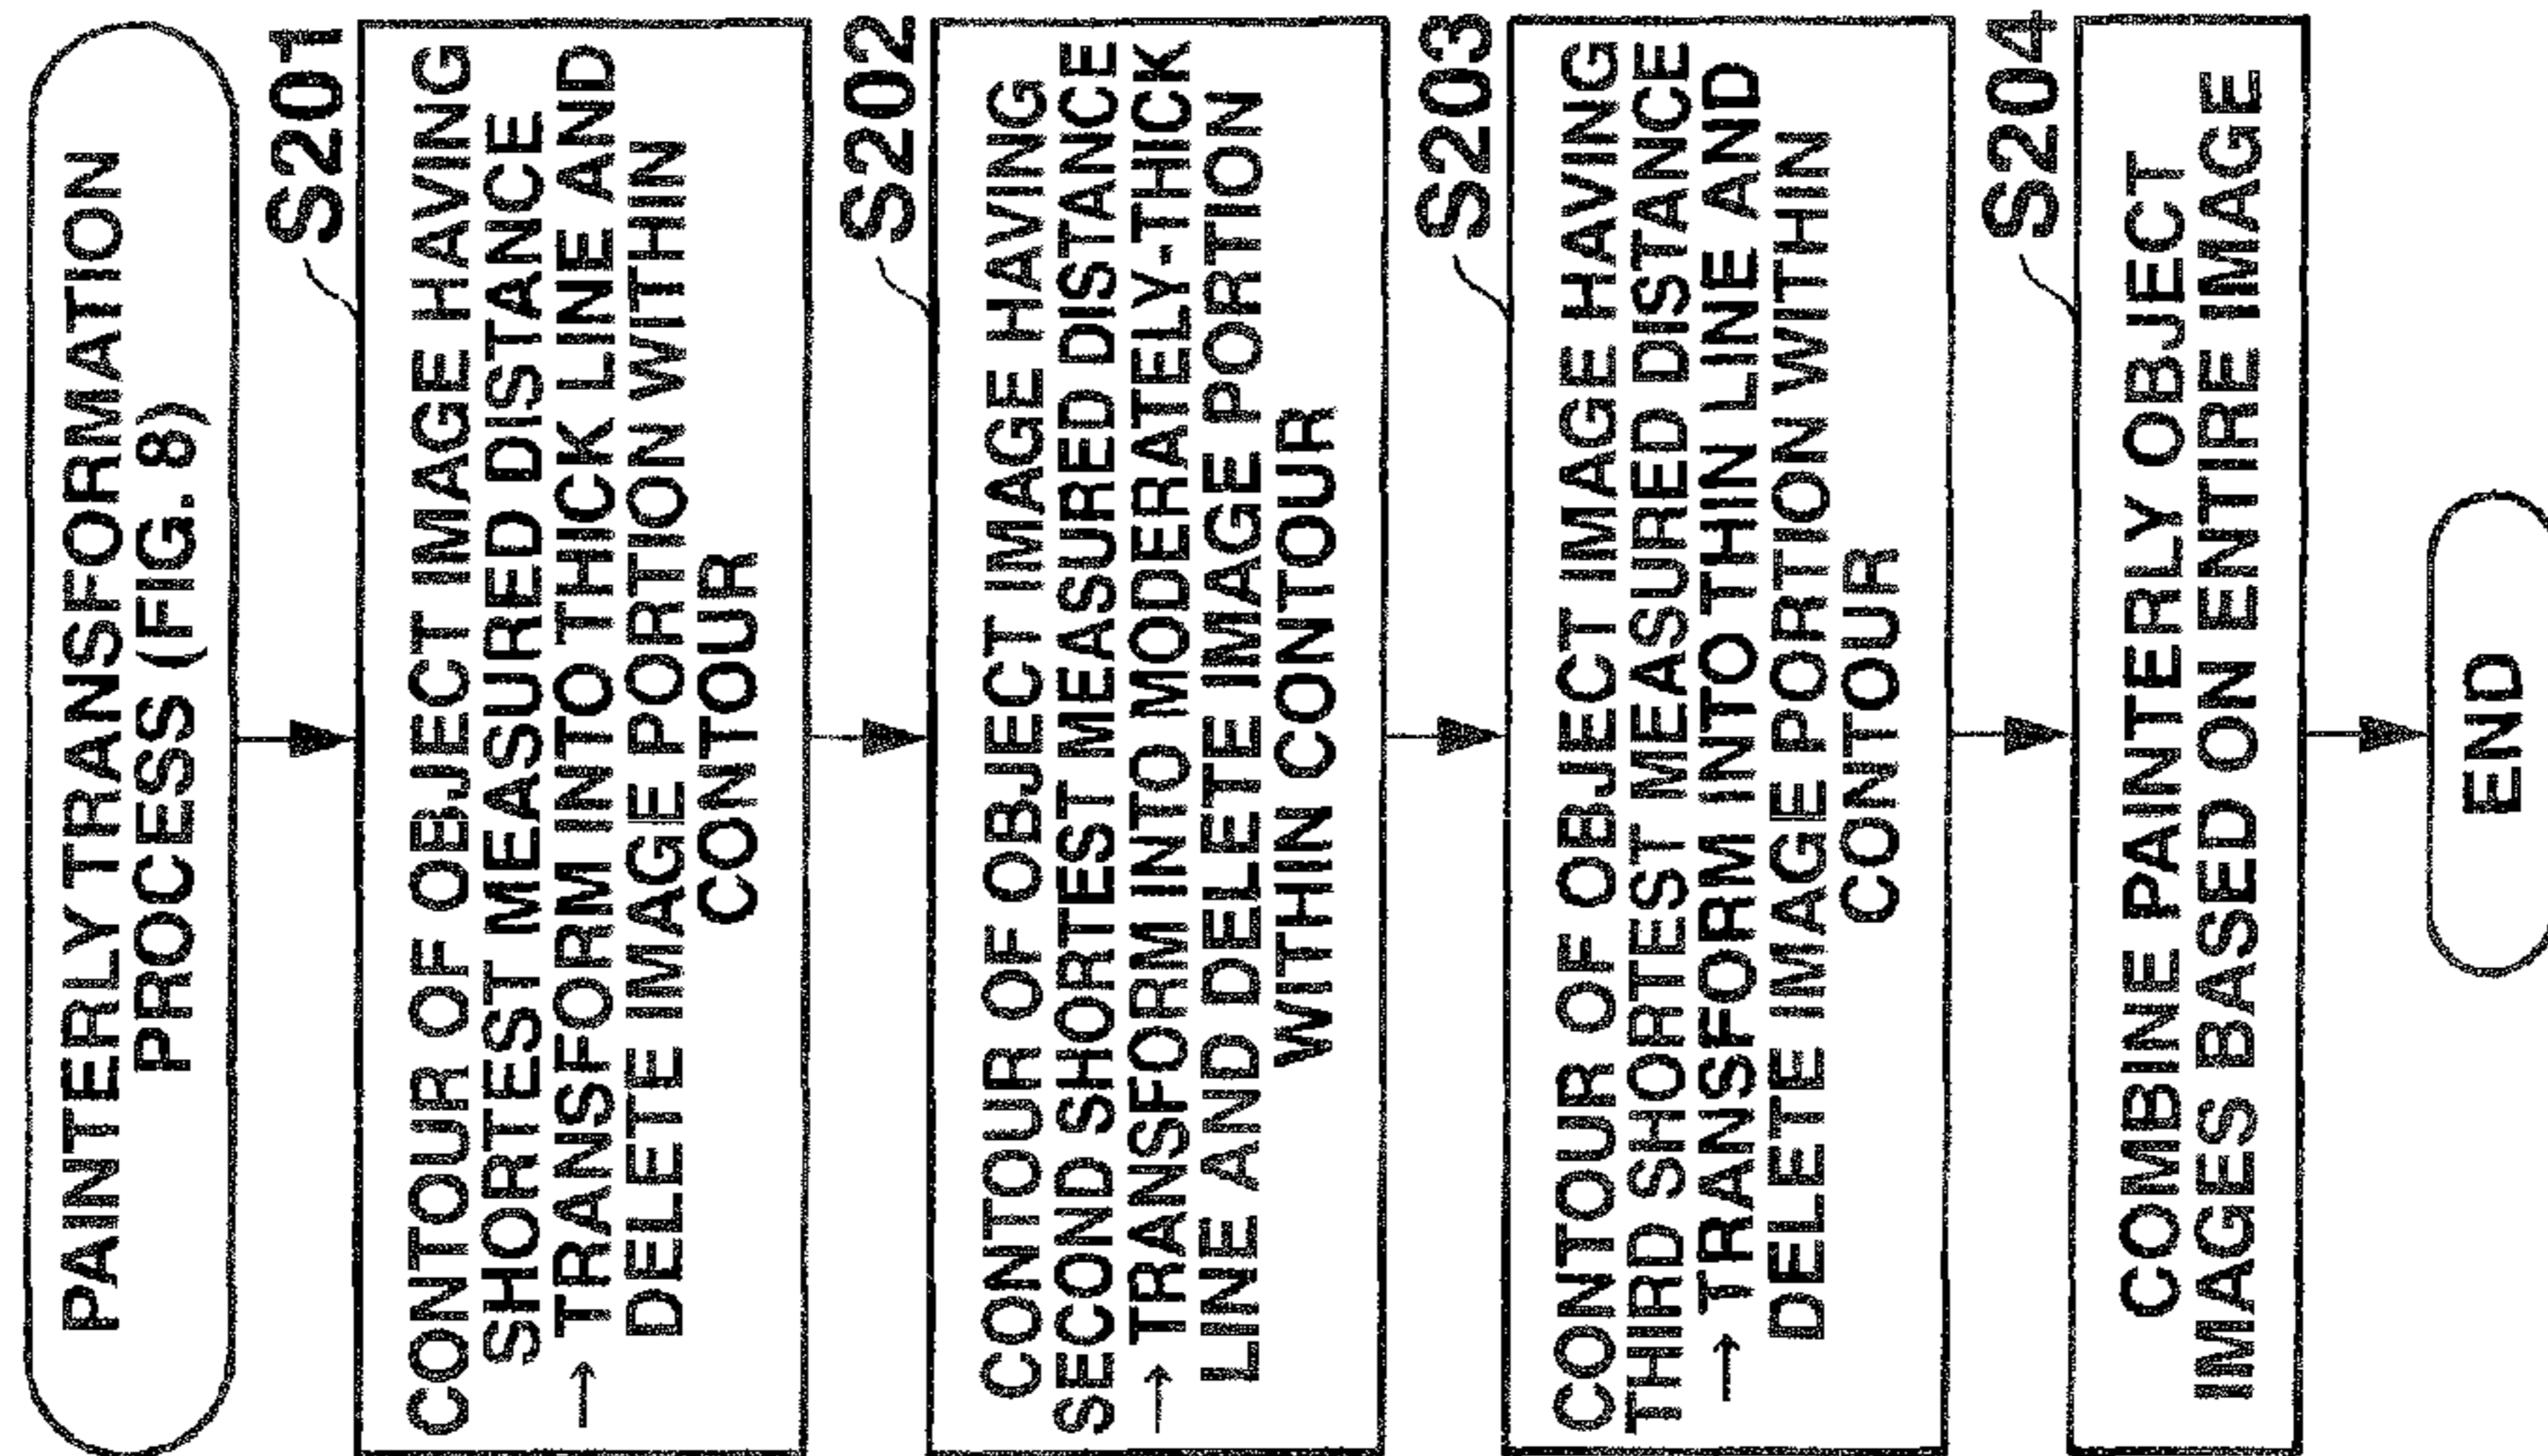 PAINTERLY TRANSFORMATION
PROCESS (FIG. 8)
S201
CONTOUR OF OBJECT IMAGE HAVING
SHORTEST MEASURED DISTANCE
→ TRANSFORM INTO THICK LINE AND
DELETE IMAGE PORTION WITHIN
CONTOUR
S202
CONTOUR OF OBJECT IMAGE HAVING
SECOND SHORTEST MEASURED DISTANCE
→ TRANSFORM INTO MODERATELY-THICK
LINE AND DELETE IMAGE PORTION
WITHIN CONTOUR
S203
CONTOUR OF OBJECT IMAGE HAVING
THIRD SHORTEST MEASURED DISTANCE
→ TRANSFORM INTO THIN LINE AND
DELETE IMAGE PORTION WITHIN
CONTOUR
S204
COMBINE PAINTERLY OBJECT
IMAGES BASED ON ENTIRE IMAGE
END